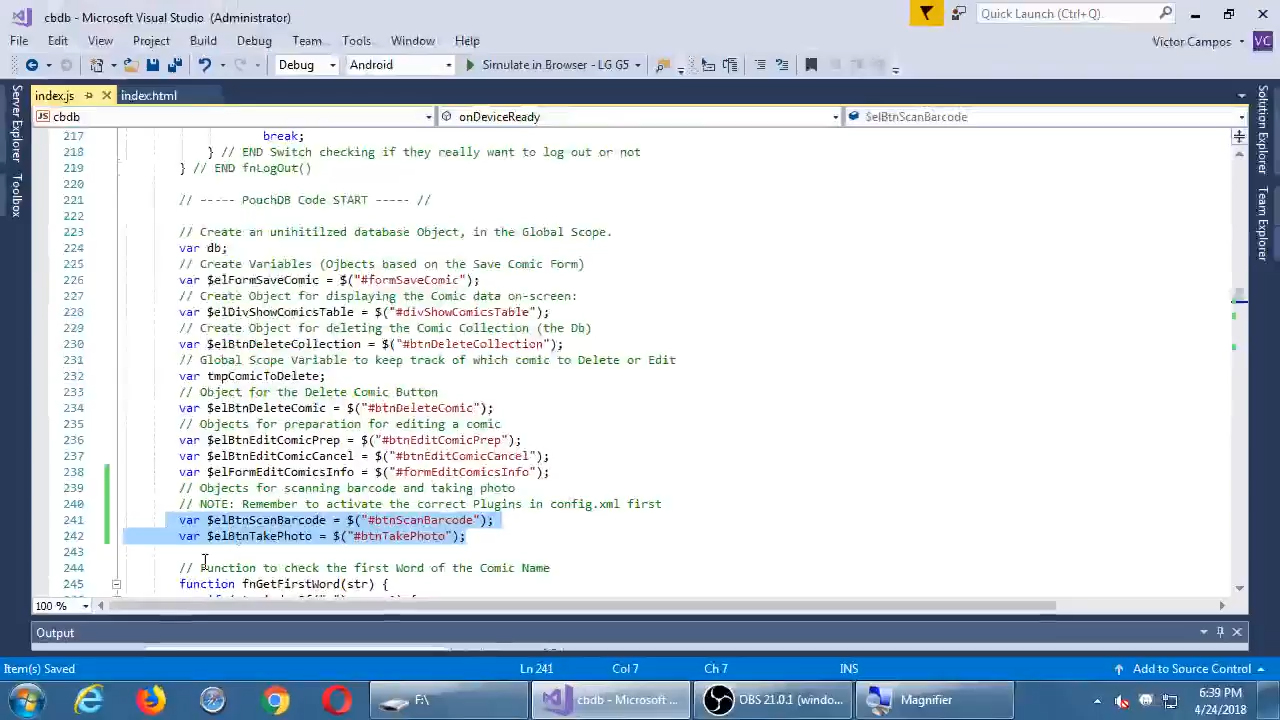 cbdb - Microsoft Visual Studio (Administrator)
Quick Launch (Ctrl+Q)
File Edit View Project Build Debug Team Tools Window Help
Victor Campos VC
Debug Android Simulate in Browser - LG G5
index.js index.html
JS cbdb onDeviceReady $elBtnScanBarcode
Server Explorer
Toolbox
Solution Explorer
Team Explorer
217 break;
218 } // END Switch checking if they really want to log out or not
219 } // END fnLogOut()
220
221 // ----- PouchDB Code START ----- //
222
223 // Create an unihitilzed database Object, in the Global Scope.
224 var db;
225 // Create Variables (Ojbects based on the Save Comic Form)
226 var $elFormSaveComic = $("#formSaveComic");
227 // Create Object for displaying the Comic data on-screen:
228 var $elDivShowComicsTable = $("#divShowComicsTable");
229 // Create Object for deleting the Comic Collection (the Db)
230 var $elBtnDeleteCollection = $("#btnDeleteCollection");
231 // Global Scope Variable to keep track of which comic to Delete or Edit
232 var tmpComicToDelete;
233 // Object for the Delete Comic Button
234 var $elBtnDeleteComic = $("#btnDeleteComic");
235 // Objects for preparation for editing a comic
236 var $elBtnEditComicPrep = $("#btnEditComicPrep");
237 var $elBtnEditComicCancel = $("#btnEditComicCancel");
238 var $elFormEditComicsInfo = $("#formEditComicsInfo");
239 // Objects for scanning barcode and taking photo
240 // NOTE: Remember to activate the correct Plugins in config.xml first
241 var $elBtnScanBarcode = $("#btnScanBarcode");
242 var $elBtnTakePhoto = $("#btnTakePhoto");
243
244 // Function to check the first Word of the Comic Name
245 function fnGetFirstWord(str) {
100 %
Output
Item(s) Saved Ln 241 Col 7 Ch 7 INS Add to Source Control
F:\ cbdb - Microsoft ... OBS 21.0.1 (windo... Magnifier
6:39 PM
4/24/2018